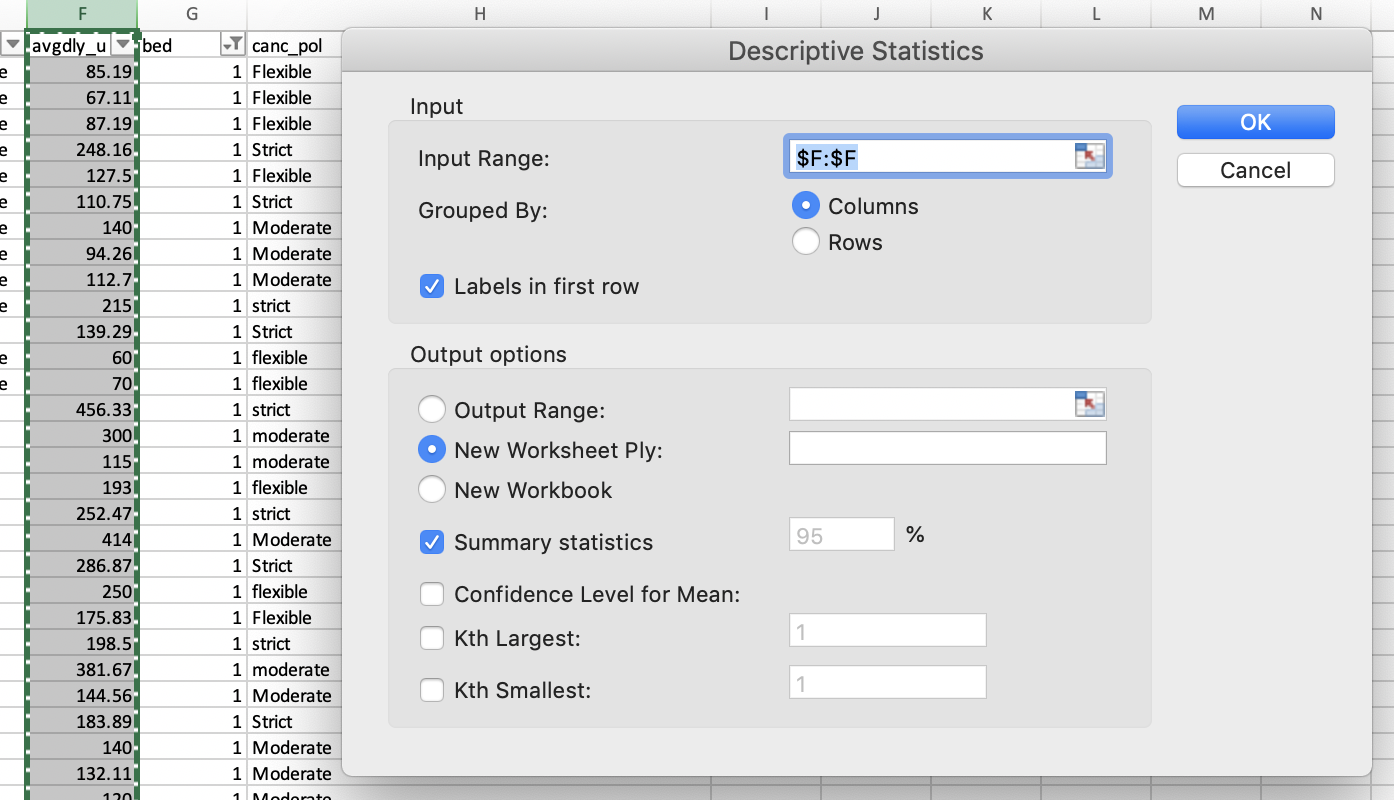 F G H I J K L M N
avgdly_u bed canc_pol
e 85.19 1 Flexible
e 67.11 1 Flexible
e 87.19 1 Flexible
e 248.16 1 Strict
e 127.5 1 Flexible
e 110.75 1 Strict
e 140 1 Moderate
e 94.26 1 Moderate
e 112.7 1 Moderate
e 215 1 strict
139.29 1 Strict
e 60 1 flexible
e 70 1 flexible
456.33 1 strict
300 1 moderate
115 1 moderate
193 1 flexible
252.47 1 strict
414 1 Moderate
286.87 1 Strict
250 1 flexible
175.83 1 Flexible
198.5 1 strict
381.67 1 moderate
144.56 1 Moderate
183.89 1 Strict
140 1 Moderate
132.11 1 Moderate
120 1 Moderate
Descriptive Statistics
Input
Input Range: $F:$F
Grouped By: Columns
Rows
Labels in first row
OK
Cancel
Output options
Output Range:
New Worksheet Ply:
New Workbook
Summary statistics 95 %
Confidence Level for Mean:
Kth Largest: 1
Kth Smallest: 1